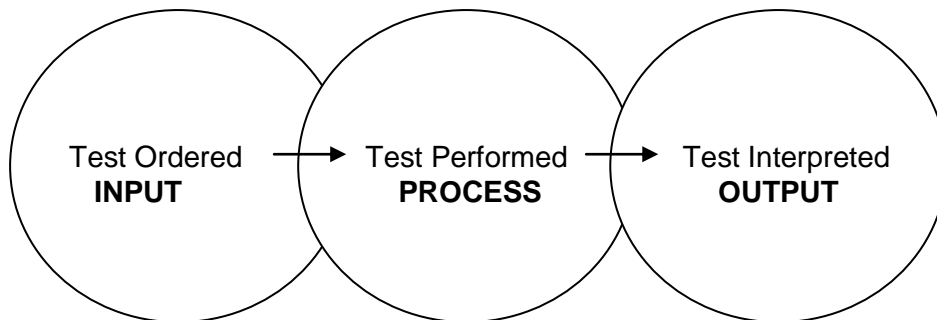 Test Ordered
INPUT
Test Performed
PROCESS
Test Interpreted
OUTPUT